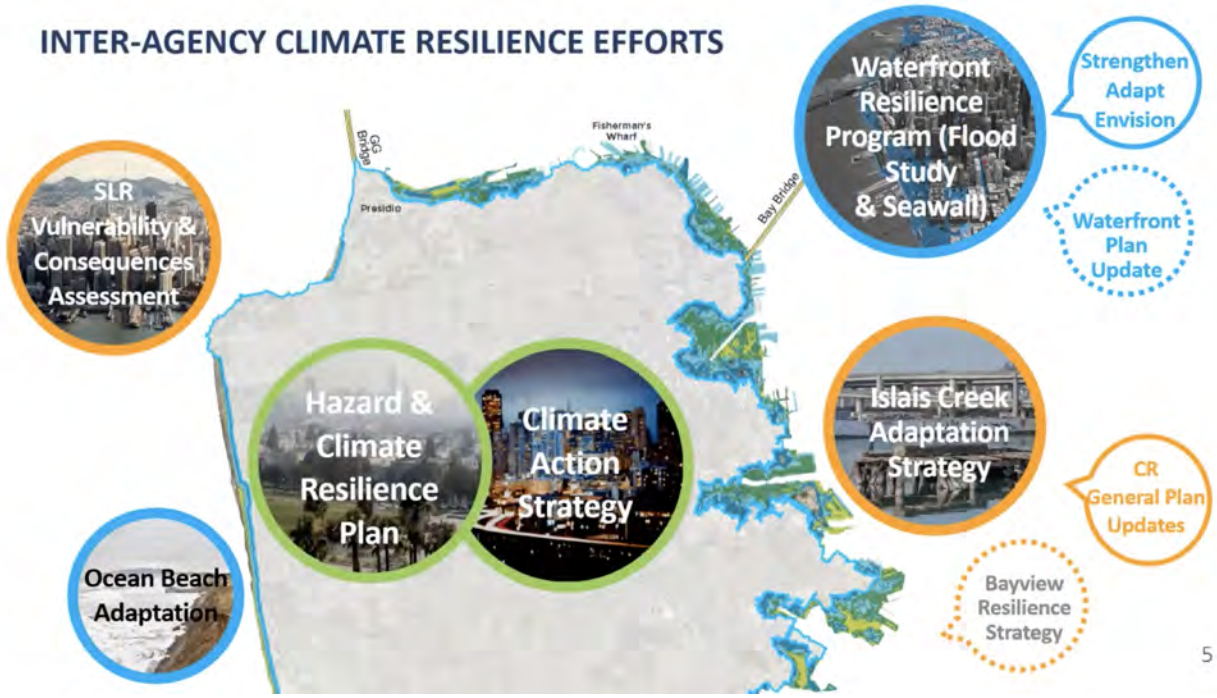 INTER-AGENCY CLIMATE RESILIENCE EFFORTS
Waterfront
Resilience
Program (Flood
Study
& Seawall)
Strengthen
Adapt
Envision
Waterfront
Plan
Update
GG
Bridge
Fisherman's
Wharf
Presidio
Bay Bridge
SLR
Vulnerability &
Consequences
Assessment
Hazard &
Climate
Resilience
Plan
Climate
Action
Strategy
Islais Creek
Adaptation
Strategy
CR
General Plan
Updates
Ocean Beach
Adaptation
Bayview
Resilience
Strategy
5